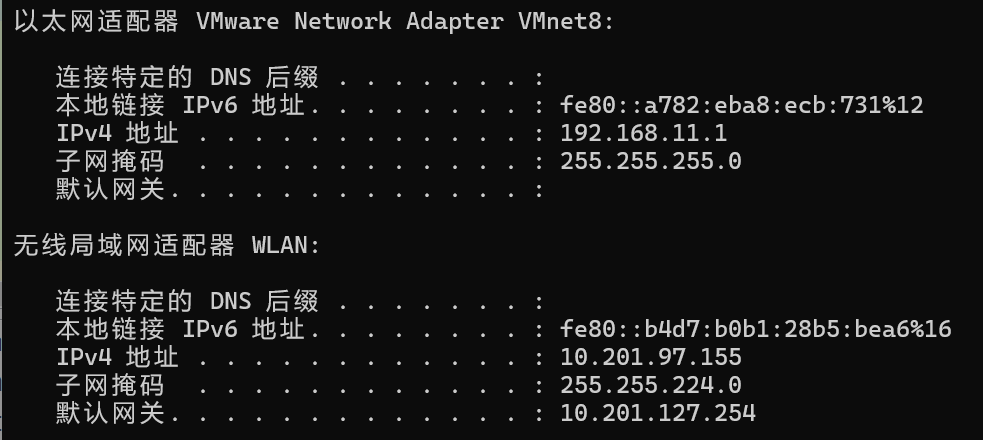 以太网适配器 VMware Network Adapter VMnet8:
连接特定的 DNS 后缀 . . . . . . . :
本地链接 IPv6 地址. . . . . . . . : fe80::a782:eba8:ecb:731%12
IPv4 地址 . . . . . . . . . . . . : 192.168.11.1
子网掩码  . . . . . . . . . . . . : 255.255.255.0
默认网关. . . . . . . . . . . . . :
无线局域网适配器 WLAN:
连接特定的 DNS 后缀 . . . . . . . :
本地链接 IPv6 地址. . . . . . . . : fe80::b4d7:b0b1:28b5:bea6%16
IPv4 地址 . . . . . . . . . . . . : 10.201.97.155
子网掩码  . . . . . . . . . . . . : 255.255.224.0
默认网关. . . . . . . . . . . . . : 10.201.127.254